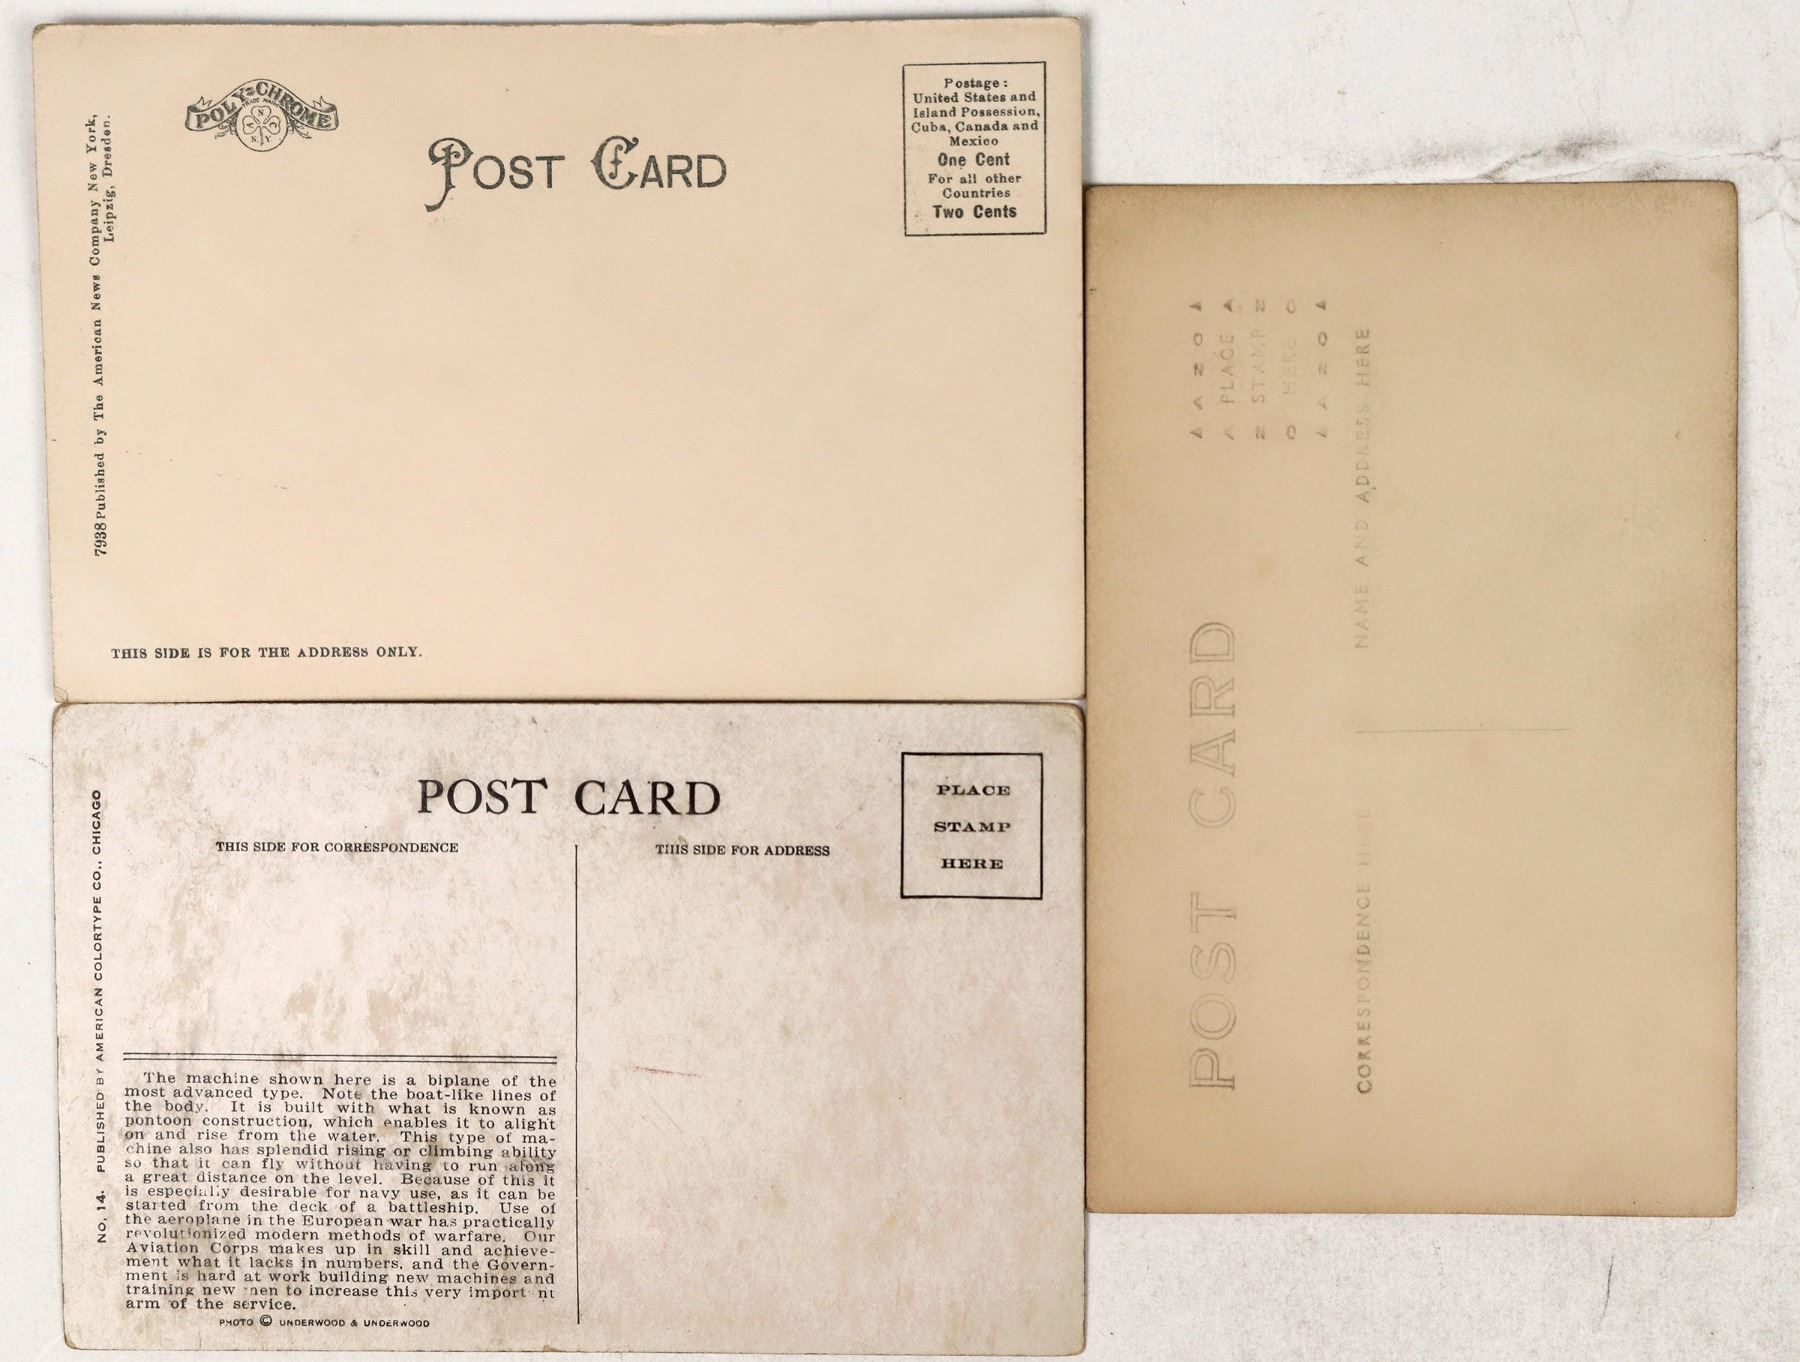 POLY=CHROME
TRADE MARK
A N C
N.Y.
POST CARD
Postage :
United States and
Island Possession,
Cuba, Canada and
Mexico
One Cent
For all other
Countries
Two Cents
7938 Published by The American News Company New York,
Leipzig, Dresden.
THIS SIDE IS FOR THE ADDRESS ONLY.
POST CARD
THIS SIDE FOR CORRESPONDENCE
THIS SIDE FOR ADDRESS
PLACE
STAMP
HERE
NO. 14. PUBLISHED BY AMERICAN COLORTYPE CO., CHICAGO
The machine shown here is a biplane of the
most advanced type. Note the boat-like lines of
the body. It is built with what is known as
pontoon construction, which enables it to alight
on and rise from the water. This type of ma-
chine also has splendid rising or climbing ability
so that it can fly without having to run along
a great distance on the level. Because of this it
is especially desirable for navy use, as it can be
started from the deck of a battleship. Use of
the aeroplane in the European war has practically
revolutionized modern methods of warfare. Our
Aviation Corps makes up in skill and achieve-
ment what it lacks in numbers, and the Govern-
ment is hard at work building new machines and
training new men to increase this very important
arm of the service.
PHOTO © UNDERWOOD & UNDERWOOD
POST CARD
A A Z O A
A PLACE A
Z STAMP Z
O HERE O
A A Z O A
CORRESPONDENCE HERE
NAME AND ADDRESS HERE